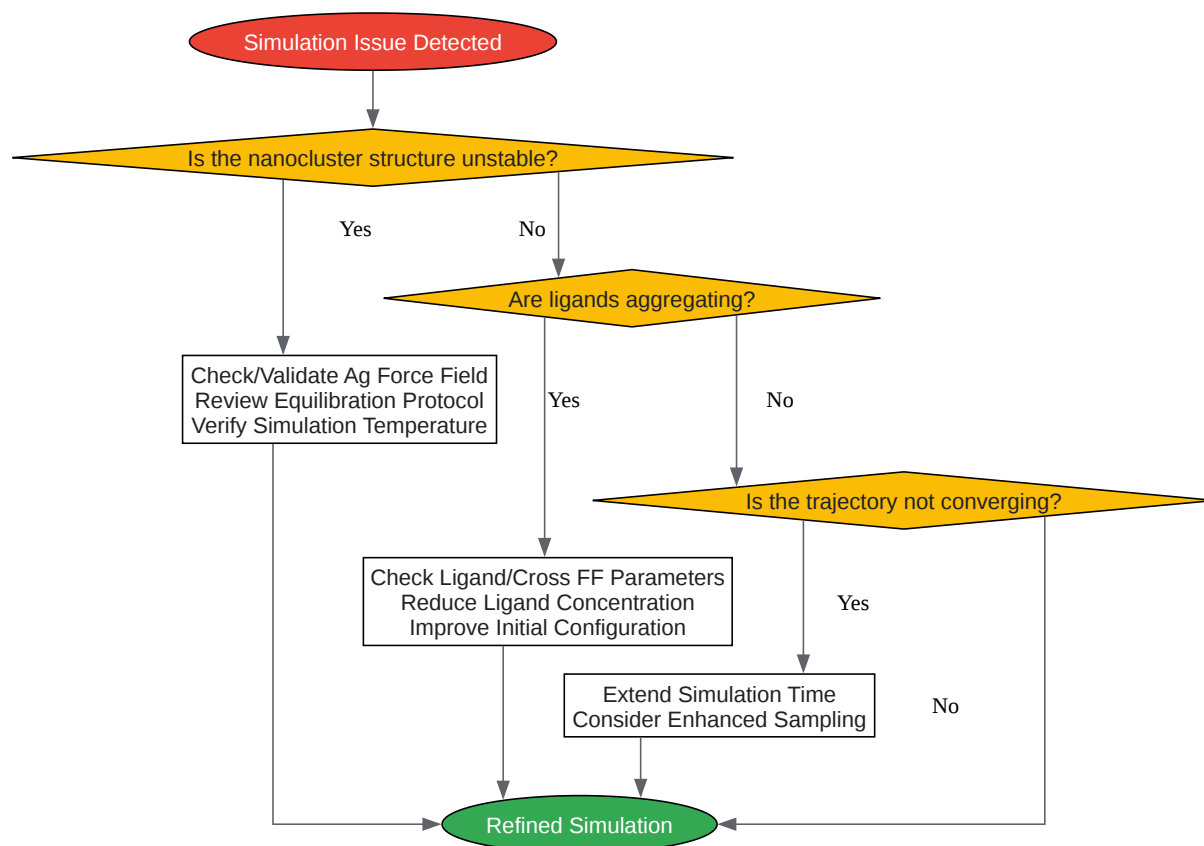 Simulation Issue Detected
Is the nanocluster structure unstable?
Yes
No
Are ligands aggregating?
Check/Validate Ag Force Field
Review Equilibration Protocol
Verify Simulation Temperature
Yes
No
Is the trajectory not converging?
Check Ligand/Cross FF Parameters
Reduce Ligand Concentration
Improve Initial Configuration
Yes
No
Extend Simulation Time
Consider Enhanced Sampling
Refined Simulation